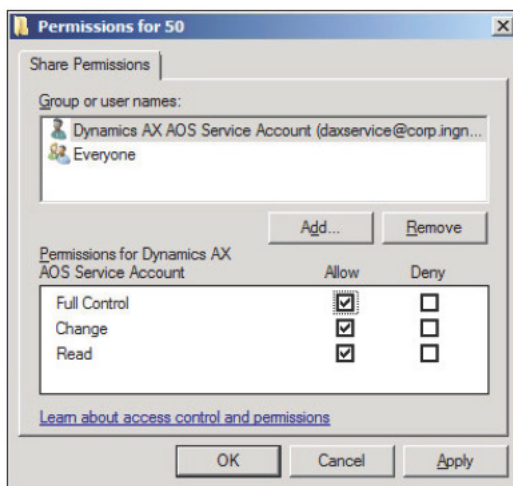 Permissions for 50
Share Permissions
Group or user names:
Dynamics AX AOS Service Account (daxservice@corp.ingn...
Everyone
Add... Remove
Permissions for Dynamics AX
AOS Service Account Allow Deny
Full Control
Change
Read
Learn about access control and permissions
OK Cancel Apply